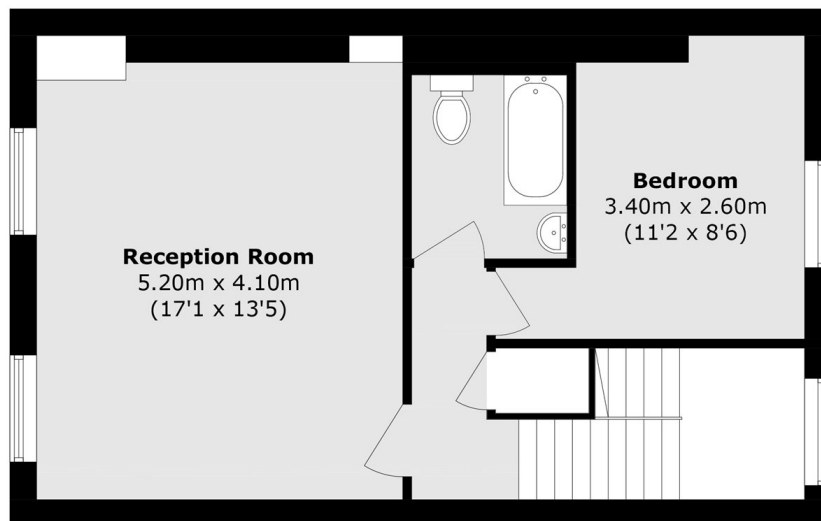 Reception Room
5.20m x 4.10m
(17'1 x 13'5)
Bedroom
3.40m x 2.60m
(11'2 x 8'6)